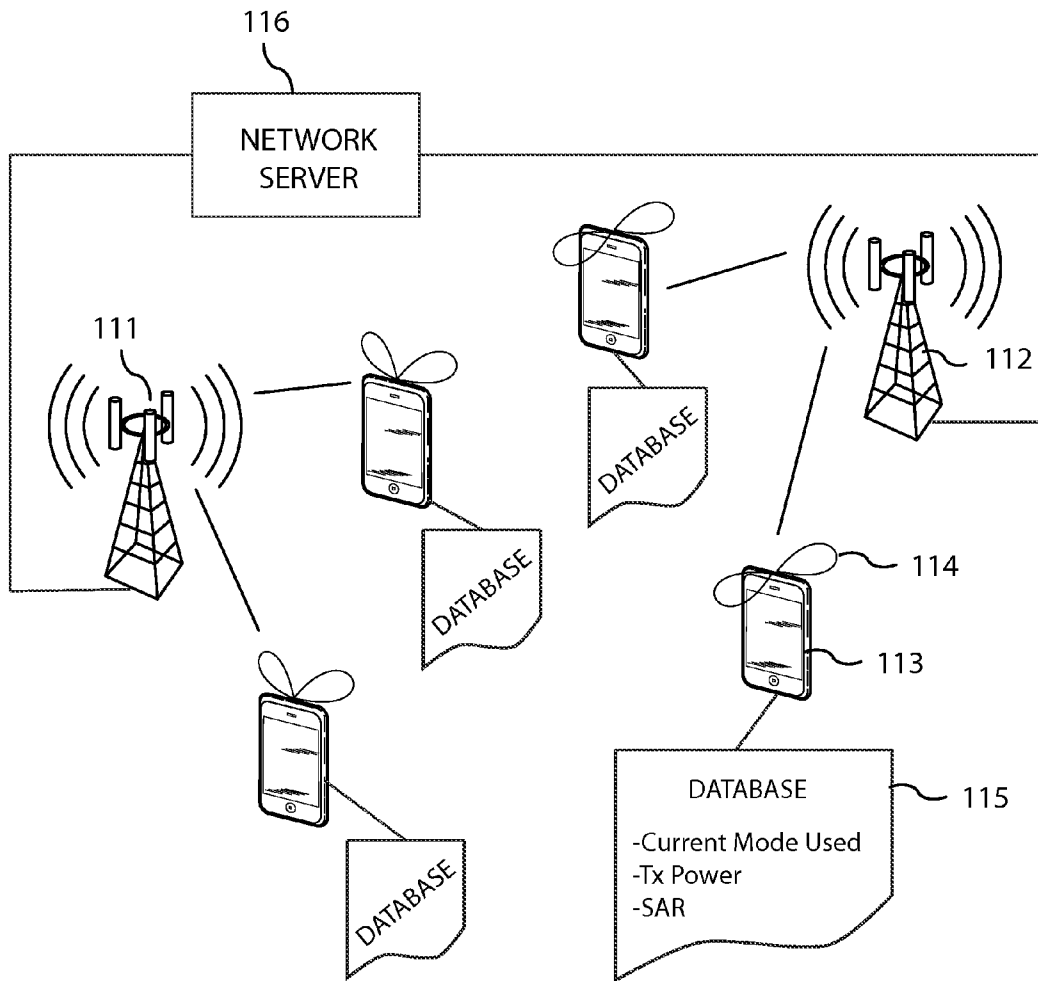 116
NETWORK
SERVER
111
112
DATABASE
DATABASE
114
113
DATABASE
115
-Current Mode Used
-Tx Power
-SAR
DATABASE